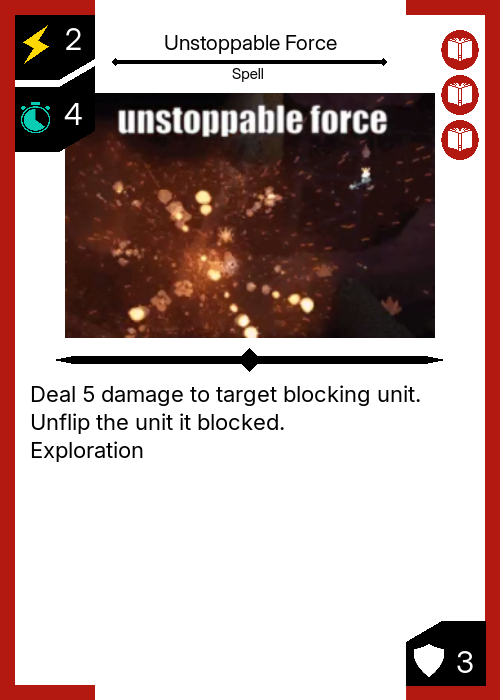 2
Unstoppable Force
Spell
4
unstoppable force
Deal 5 damage to target blocking unit.
Unflip the unit it blocked.
Exploration
3